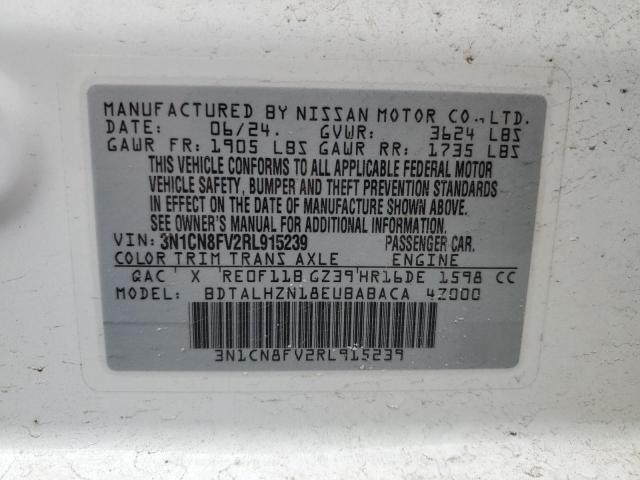 MANUFACTURED BY NISSAN MOTOR CO., LTD.
DATE: 06/24. GVWR: 3624 LBS
GAWR FR: 1905 LBS GAWR RR: 1735 LBS
THIS VEHICLE CONFORMS TO ALL APPLICABLE FEDERAL MOTOR
VEHICLE SAFETY, BUMPER AND THEFT PREVENTION STANDARDS
IN EFFECT ON THE DATE OF MANUFACTURE SHOWN ABOVE.
SEE OWNER'S MANUAL FOR ADDITIONAL INFORMATION.
VIN: 3N1CN8FV2RL915239 PASSENGER CAR.
COLOR TRIM TRANS AXLE ENGINE
QAC X RE0F11B GZ39 HR16DE 1598 CC
MODEL: BDTALHZN18EUBABACA 4Z000
3N1CN8FV2RL915239